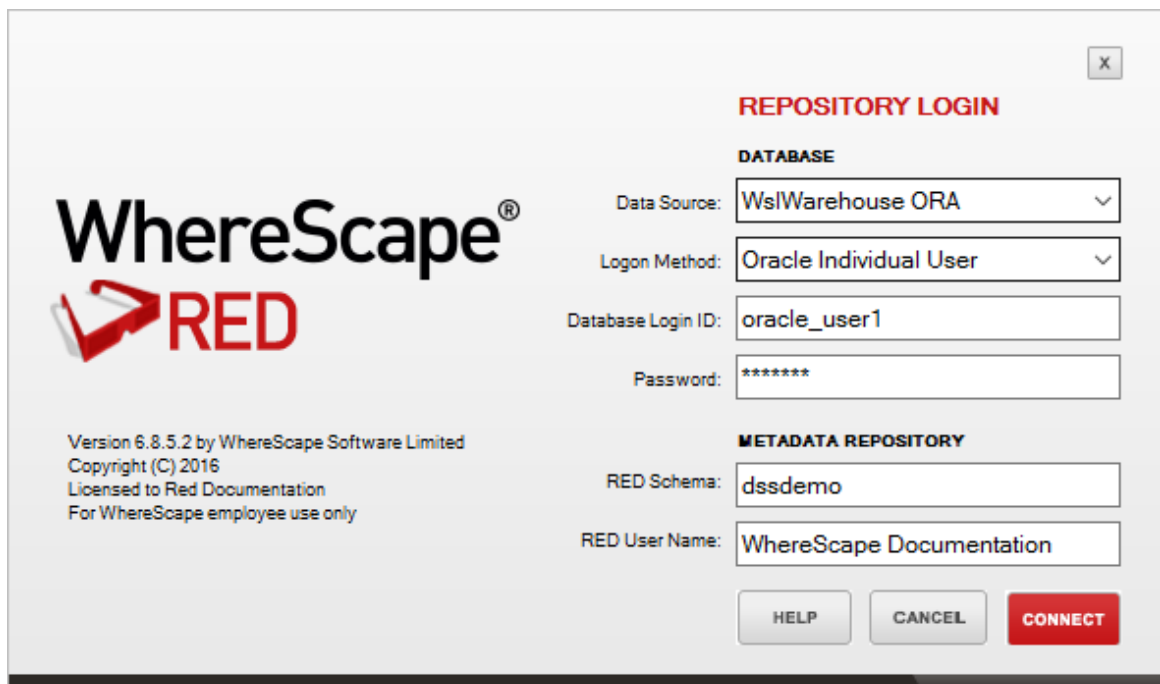 X
REPOSITORY LOGIN
DATABASE
Data Source: WslWarehouse ORA
WhereScape®
RED
Logon Method: Oracle Individual User
Database Login ID: oracle_user1
Password: *******
Version 6.8.5.2 by WhereScape Software Limited
Copyright (C) 2016
Licensed to Red Documentation
For WhereScape employee use only
METADATA REPOSITORY
RED Schema: dssdemo
RED User Name: WhereScape Documentation
HELP CANCEL CONNECT